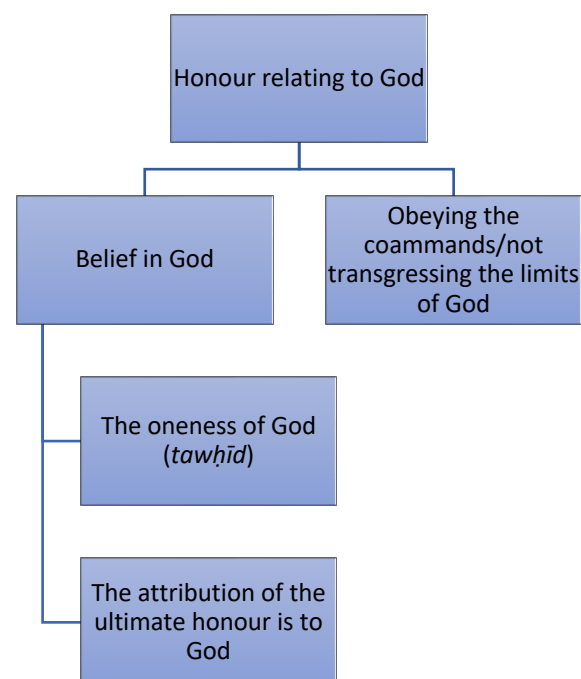 Honour relating to God
Belief in God
Obeying the
coammands/not
transgressing the limits
of God
The oneness of God
(tawḥīd)
The attribution of the
ultimate honour is to
God